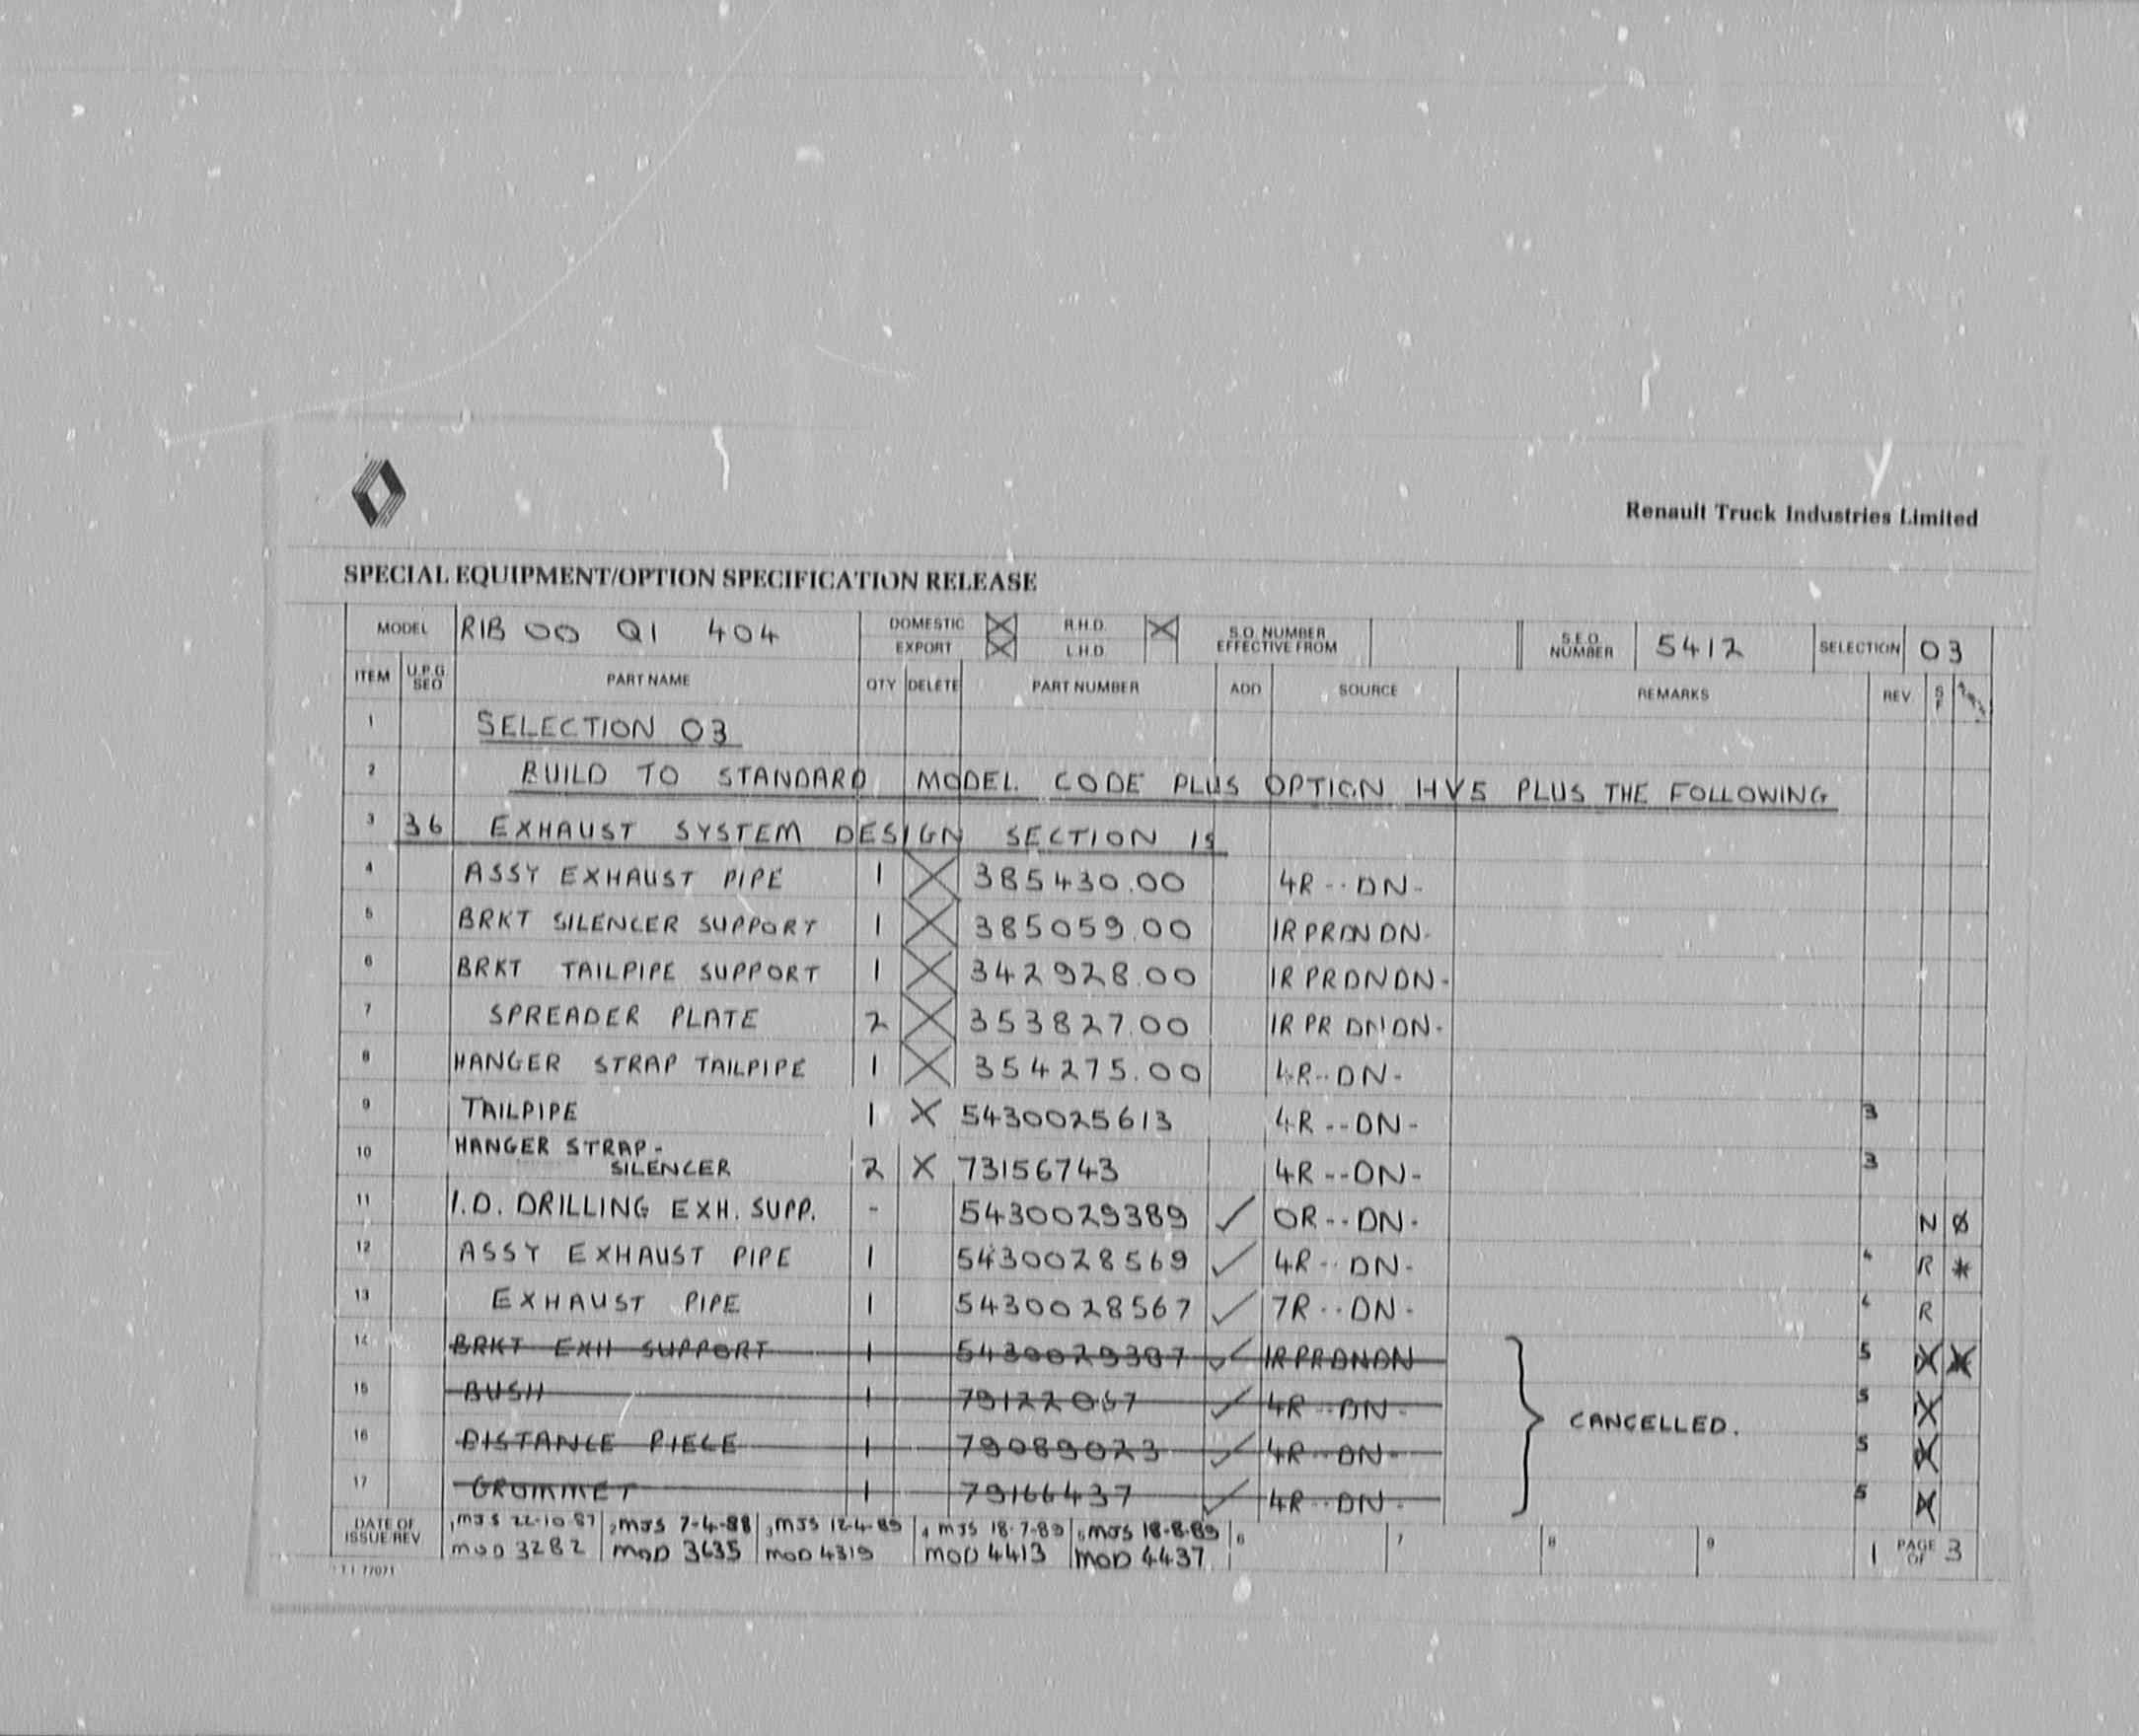 Renault Truck Industries Limited
SPECIAL EQUIPMENT/OPTION SPECIFICATION RELEASE
MODEL RIB 00 Q1 404 DOMESTIC X R.H.D. X S.O. NUMBER EFFECTIVE FROM S.E.O. NUMBER 5412 SELECTION 03
EXPORT X L.H.D.
ITEM U.P.G. SEQ PART NAME QTY DELETE PART NUMBER ADD SOURCE REMARKS REV
1 SELECTION 03
2 BUILD TO STANDARD MODEL CODE PLUS OPTION HV5 PLUS THE FOLLOWING
3 36 EXHAUST SYSTEM DESIGN SECTION 15
4 ASSY EXHAUST PIPE 1 X 385430.00 4R--DN-
5 BRKT SILENCER SUPPORT 1 X 385059.00 1RPRDNDN-
6 BRKT TAILPIPE SUPPORT 1 X 342928.00 1RPRDNDN-
7 SPREADER PLATE 2 X 353827.00 1RPRDNDN-
8 HANGER STRAP TAILPIPE 1 X 354275.00 4R--DN-
9 TAILPIPE 1 X 5430025613 4R--DN- 3
10 HANGER STRAP-
SILENCER 2 X 73156743 4R--DN- 3
11 I.D. DRILLING EXH. SUPP. - 5430029389 ✓ 0R--DN- N Ø
12 ASSY EXHAUST PIPE 1 5430028569 ✓ 4R--DN- 4 R *
13 EXHAUST PIPE 1 5430028567 ✓ 7R--DN- 4 R
14 BRKT EXH SUPPORT 1 5430029387 ✓ 1RPRDNDN 5
15 BUSH 1 79122067 ✓ 4R--DN- 5
CANCELLED.
16 DISTANCE PIECE 1 79089023 ✓ 4R--DN- 5
17 GROMMET 1 79166437 ✓ 4R--DN- 5
DATE OF ISSUE/REV 1 MJS 22-10-87 2 MJS 7-4-88 3 MJS 12-4-89 4 MJS 18-7-89 5 MJS 18-8-89 6 7 8 9 1 PAGE OF 3
MOD 3282 MOD 3635 MOD 4319 MOD 4413 MOD 4437
77071